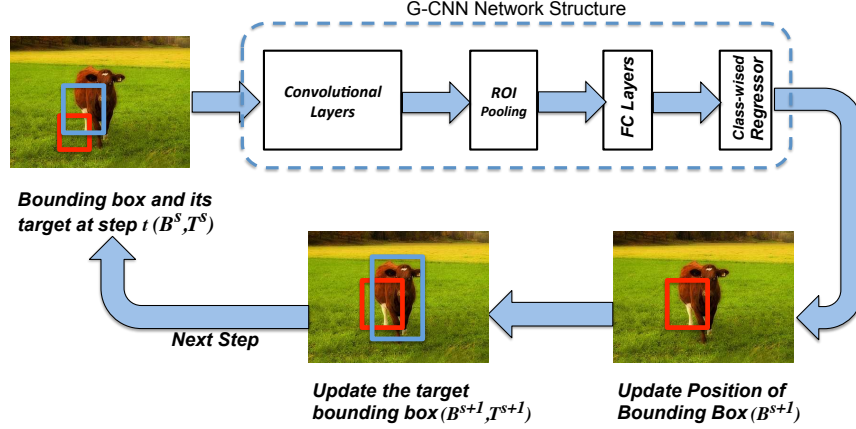 G-CNN Network Structure
Convolutional
Layers
ROI
Pooling
FC Layers
Class-wised
Regressor
Bounding box and its
target at step t (B^s,T^s)
Next Step
Update the target
bounding box (B^{s+1},T^{s+1})
Update Position of
Bounding Box (B^{s+1})